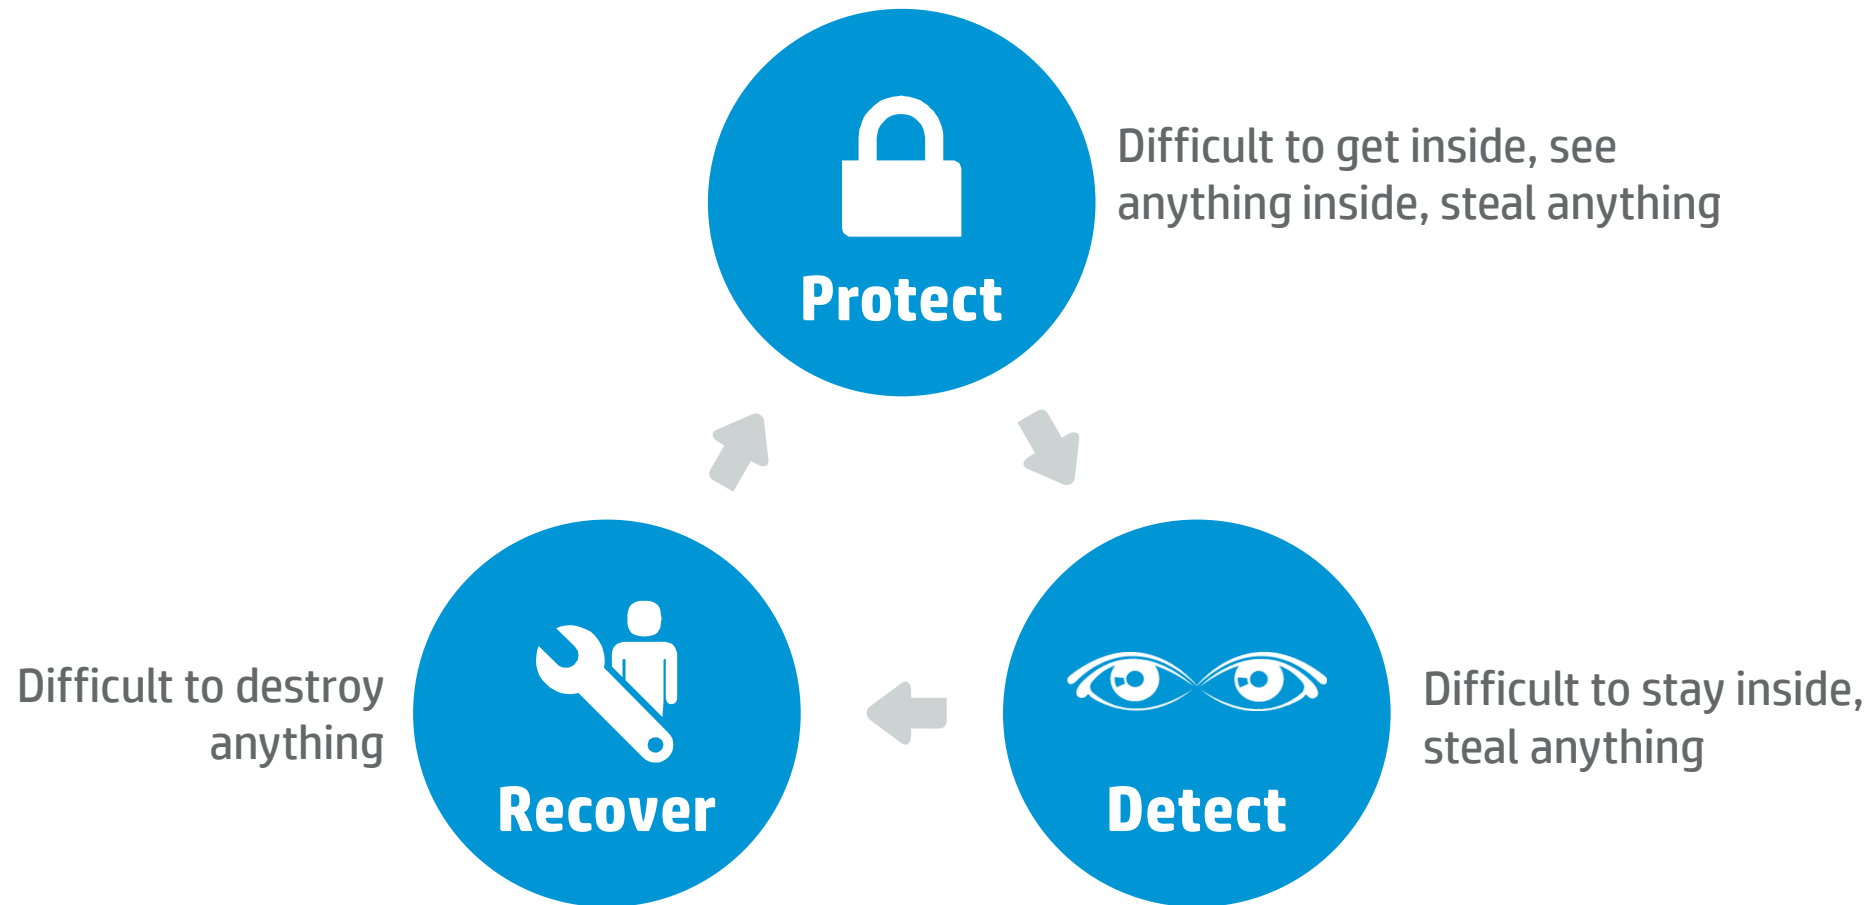 Difficult to get inside, see
anything inside, steal anything
Protect
Difficult to destroy
anything
Recover
Detect
Difficult to stay inside,
steal anything